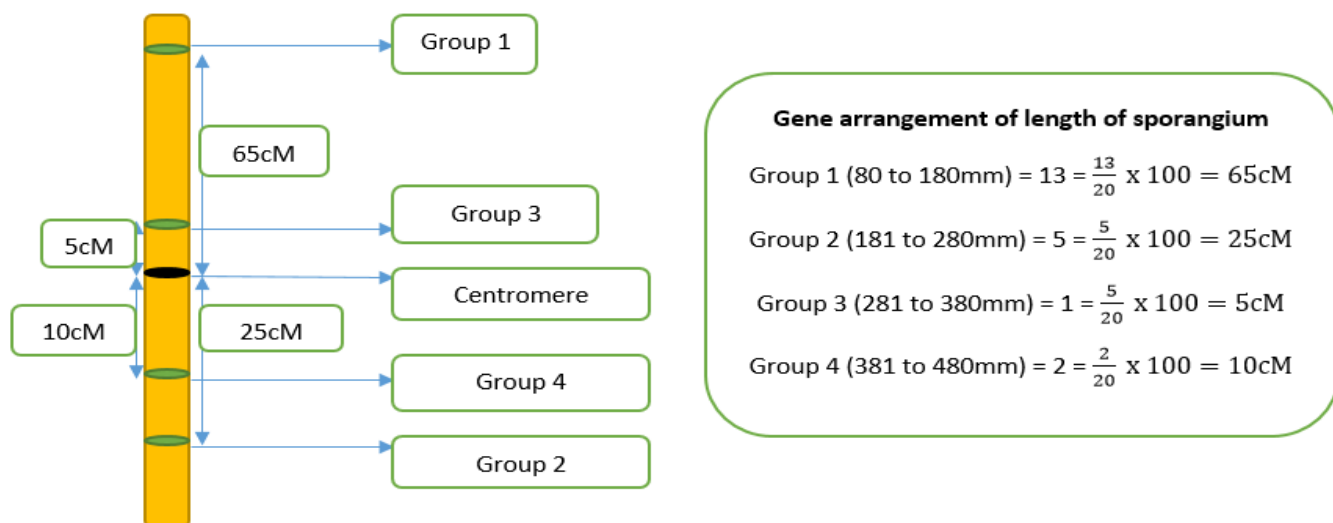 Group 1
65cM
Group 3
5cM
Centromere
10cM
25cM
Group 4
Group 2
Gene arrangement of length of sporangium
Group 1 (80 to 180mm) = 13 = 13/20 x 100 = 65cM
Group 2 (181 to 280mm) = 5 = 5/20 x 100 = 25cM
Group 3 (281 to 380mm) = 1 = 5/20 x 100 = 5cM
Group 4 (381 to 480mm) = 2 = 2/20 x 100 = 10cM